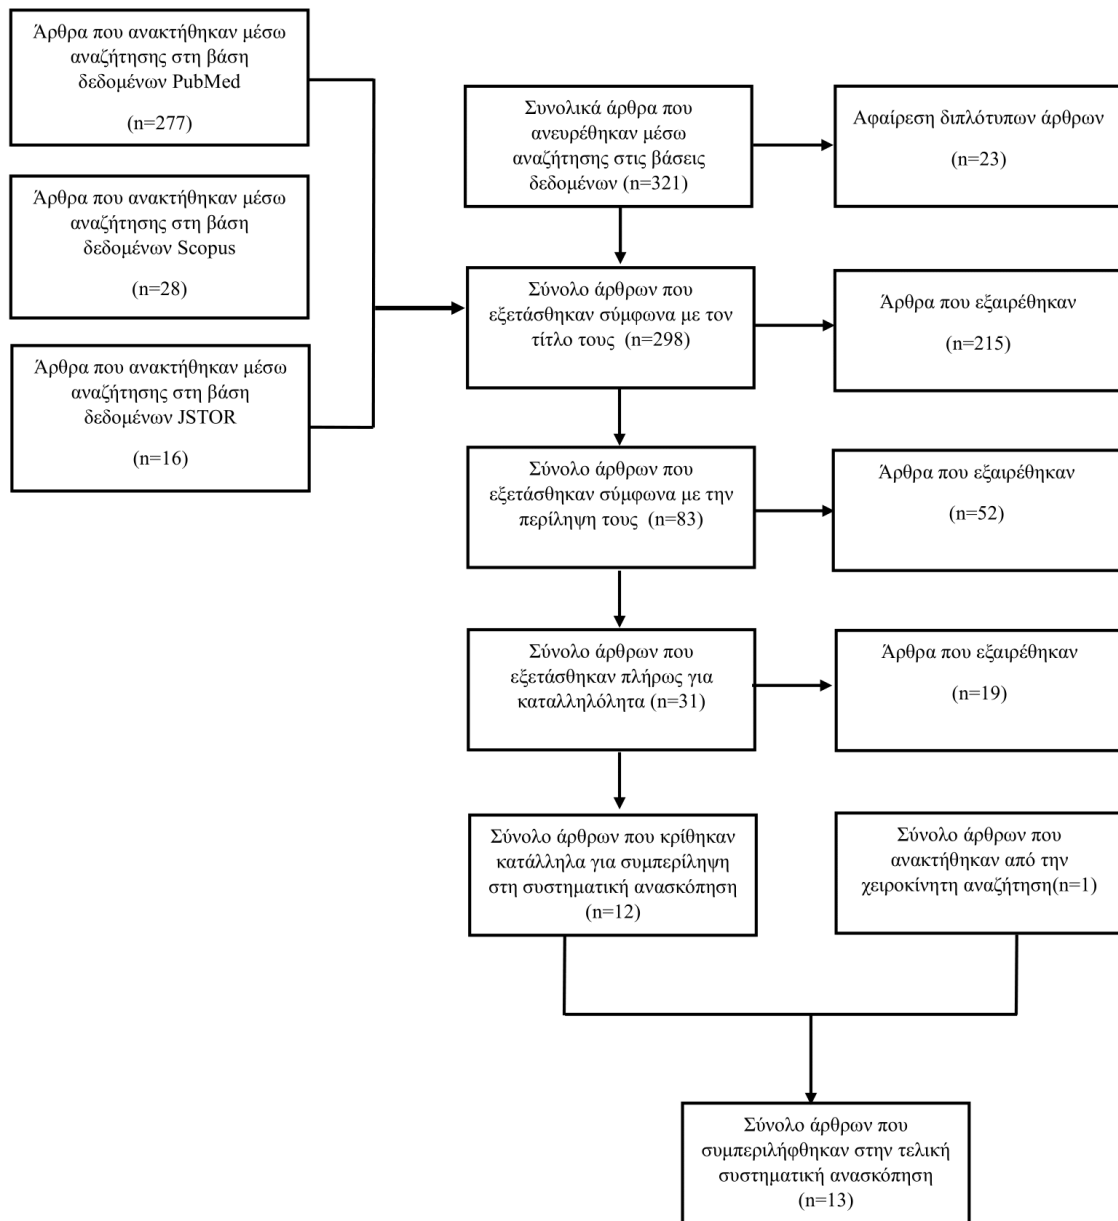 Άρθρα που ανακτήθηκαν μέσω
αναζήτησης στη βάση
δεδομένων PubMed
(n=277)
Άρθρα που ανακτήθηκαν μέσω
αναζήτησης στη βάση
δεδομένων Scopus
(n=28)
Άρθρα που ανακτήθηκαν μέσω
αναζήτησης στη βάση
δεδομένων JSTOR
(n=16)
Συνολικά άρθρα που
ανευρέθηκαν μέσω
αναζήτησης στις βάσεις
δεδομένων (n=321)
Αφαίρεση διπλότυπων άρθρων
(n=23)
Σύνολο άρθρων που
εξετάσθηκαν σύμφωνα με τον
τίτλο τους (n=298)
Άρθρα που εξαιρέθηκαν
(n=215)
Σύνολο άρθρων που
εξετάσθηκαν σύμφωνα με την
περίληψη τους (n=83)
Άρθρα που εξαιρέθηκαν
(n=52)
Σύνολο άρθρων που
εξετάσθηκαν πλήρως για
καταλληλόλητα (n=31)
Άρθρα που εξαιρέθηκαν
(n=19)
Σύνολο άρθρων που κρίθηκαν
κατάλληλα για συμπερίληψη
στη συστηματική ανασκόπηση
(n=12)
Σύνολο άρθρων που
ανακτήθηκαν από την
χειροκίνητη αναζήτηση(n=1)
Σύνολο άρθρων που
συμπεριλήφθηκαν στην τελική
συστηματική ανασκόπηση
(n=13)